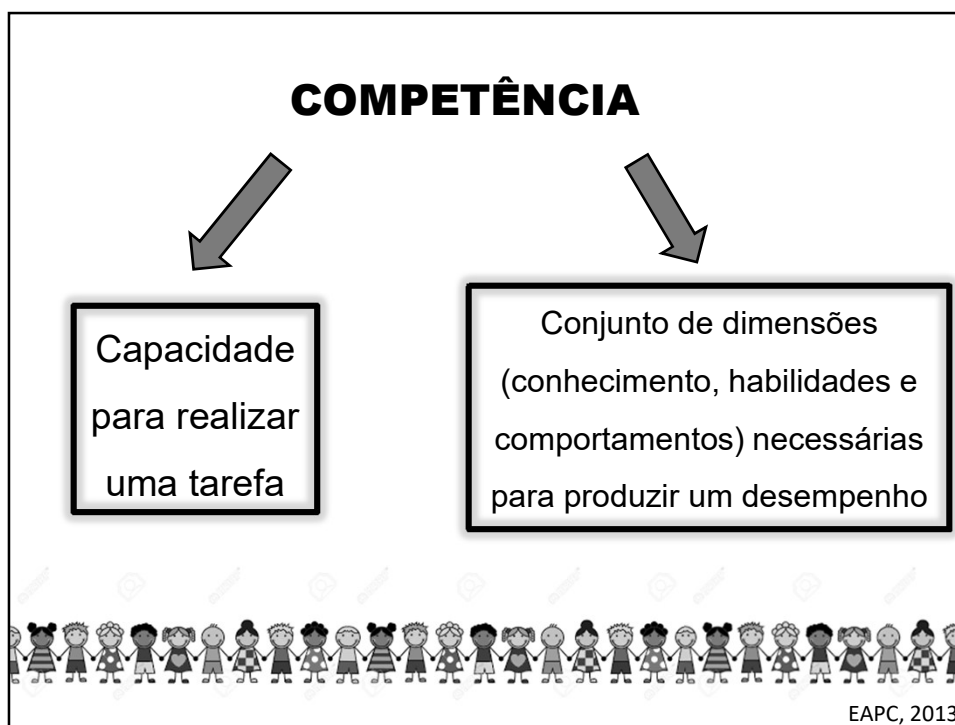 COMPETÊNCIA
Capacidade
para realizar
uma tarefa
Conjunto de dimensões
(conhecimento, habilidades e
comportamentos) necessárias
para produzir um desempenho
EAPC, 2013